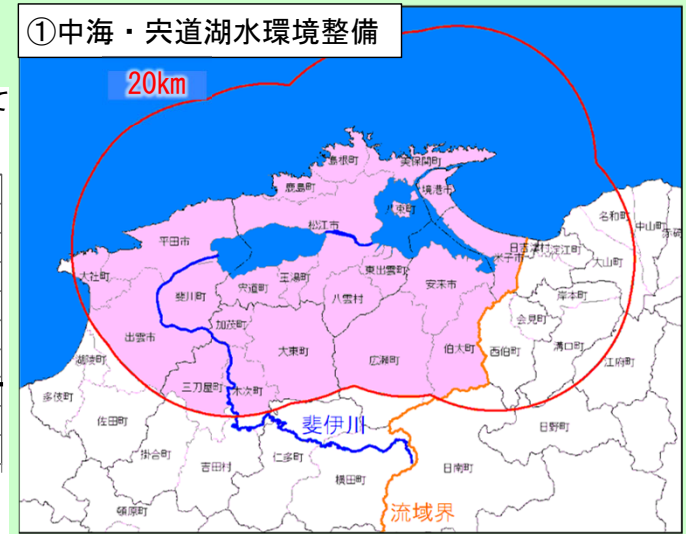 ①中海・宍道湖水環境整備
て
20km
島根町
美保関町
鹿島町
境港市
八束町
松江市
名和町
平田市
中山町
日吉津村
淀江町
米子市
大山町
東出雲町
大社町
玉湯町
安来市
斐川町
宍道町
八雲村
岸本町
会見町
加茂町
出雲市
大東町
伯太町
西伯町
溝口町
湖陵町
広瀬町
江府町
三刀屋町
木次町
多伎町
佐田町
斐伊川
日野町
掛合町
仁多町
吉田村
日南町
横田町
頓原町
流域界